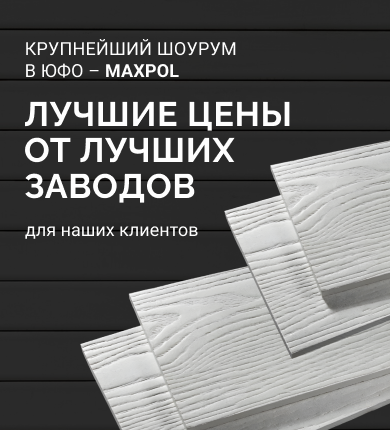 КРУПНЕЙШИЙ ШОУРУМ
В ЮФО – MAXPOL
ЛУЧШИЕ ЦЕНЫ
ОТ ЛУЧШИХ
ЗАВОДОВ
для наших клиентов